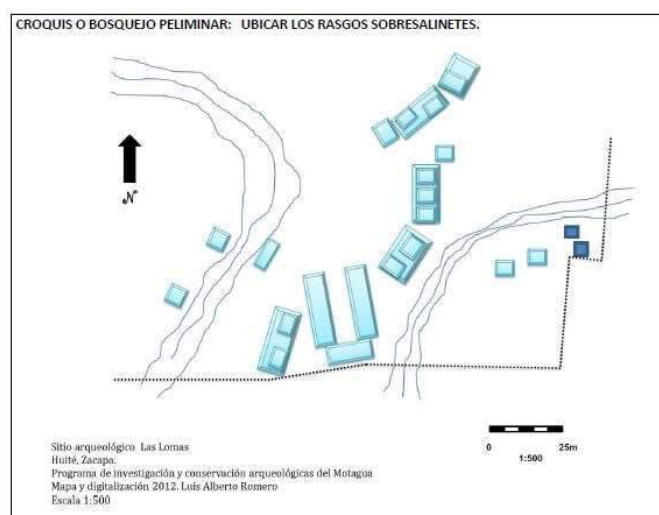 CROQUIS O BOSQUEJO PELIMINAR: UBICAR LOS RASGOS SOBRESALINETES.
N
0 25m
1:500
Sitio arqueológico Las Lomas
Huité, Zacapa.
Programa de investigación y conservación arqueológicas del Motagua
Mapa y digitalización 2012. Luis Alberto Romero
Escala 1:500